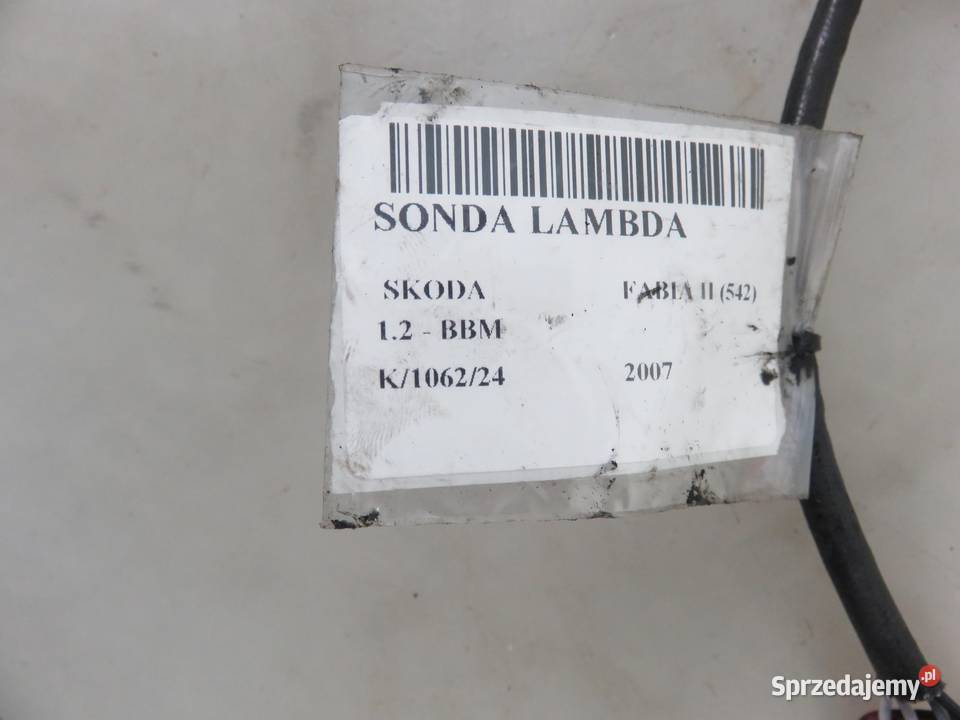 SONDA LAMBDA
SKODA FABIA II (542)
1.2 - BBM
K/1062/24 2007
Sprzedajemy.pl